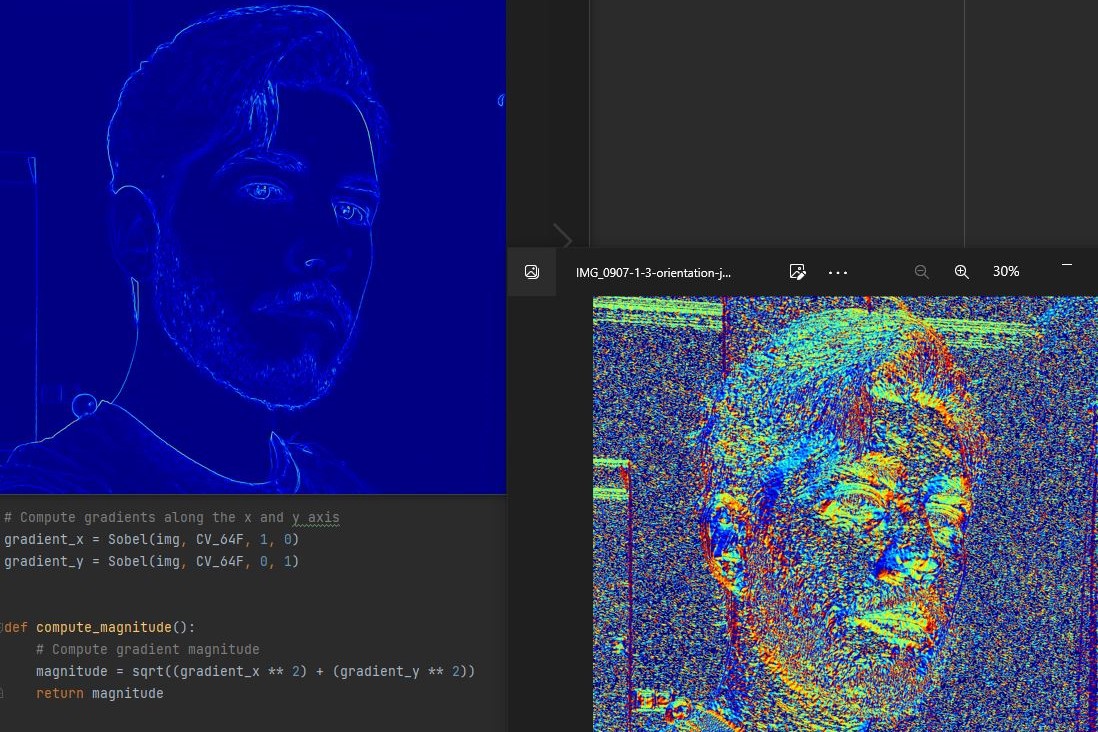 IMG_0907-1-3-orientation-j...
30%
# Compute gradients along the x and y axis
gradient_x = Sobel(img, CV_64F, 1, 0)
gradient_y = Sobel(img, CV_64F, 0, 1)
def compute_magnitude():
# Compute gradient magnitude
magnitude = sqrt((gradient_x ** 2) + (gradient_y ** 2))
return magnitude